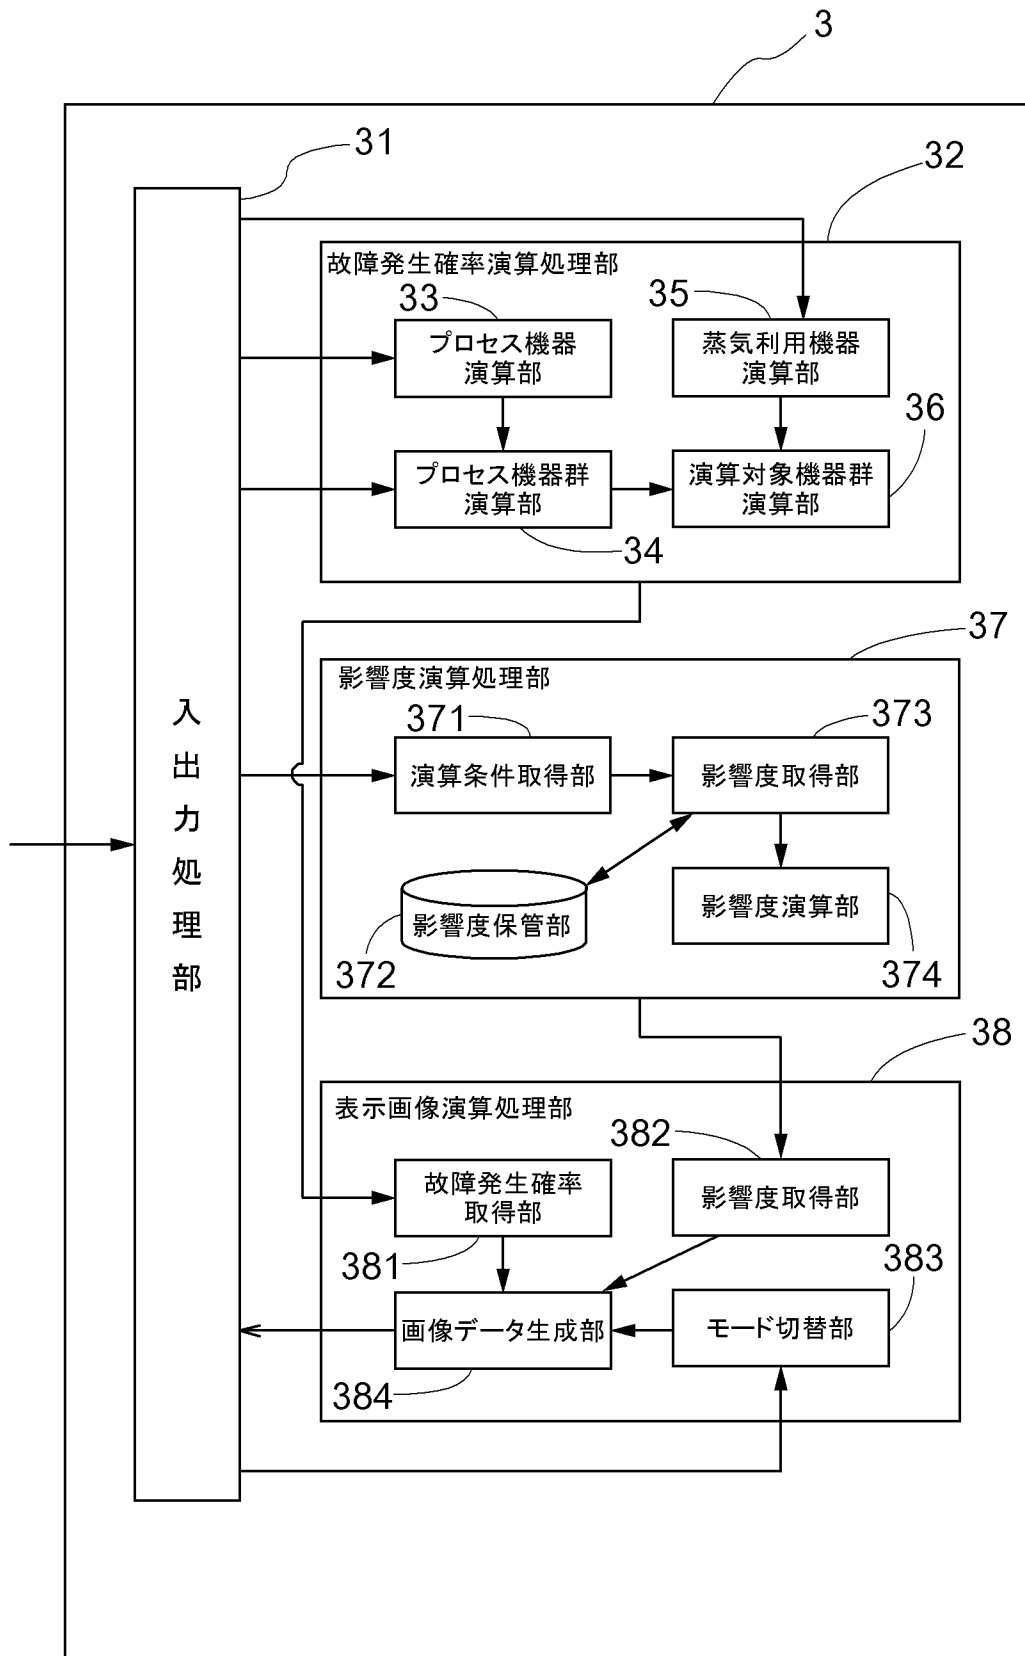 3
31
32
故障発生確率演算処理部
33
35
プロセス機器
演算部
蒸気利用機器
演算部
36
プロセス機器群
演算部
演算対象機器群
演算部
34
37
影響度演算処理部
371
373
演算条件取得部
影響度取得部
影響度保管部
影響度演算部
372
374
入出力処理部
38
表示画像演算処理部
382
故障発生確率
取得部
影響度取得部
381
383
画像データ生成部
モード切替部
384